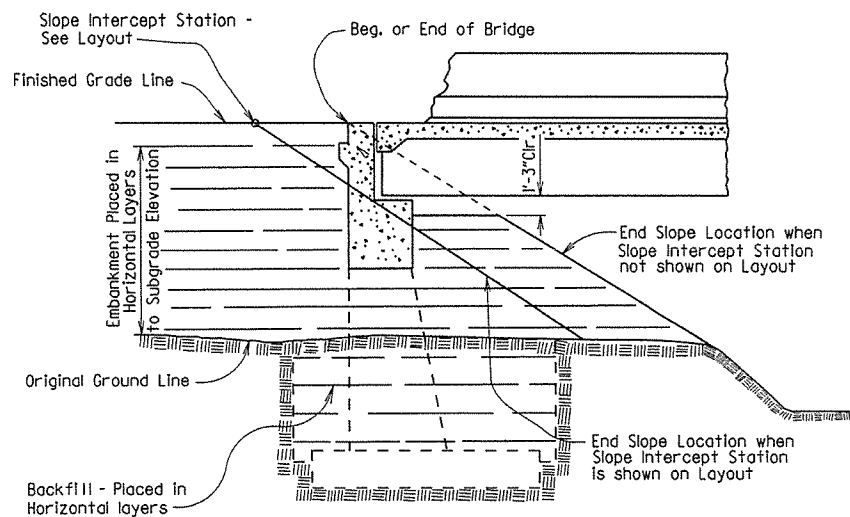 Slope Intercept Station -
See Layout
Beg. or End of Bridge
Finished Grade Line
1'-3"Clr.
Embankment Placed in
Horizontal Layers
to Subgrade Elevation
End Slope Location when
Slope Intercept Station
not shown on Layout
Original Ground Line
End Slope Location when
Slope Intercept Station
is shown on Layout
Backfill - Placed in
Horizontal layers